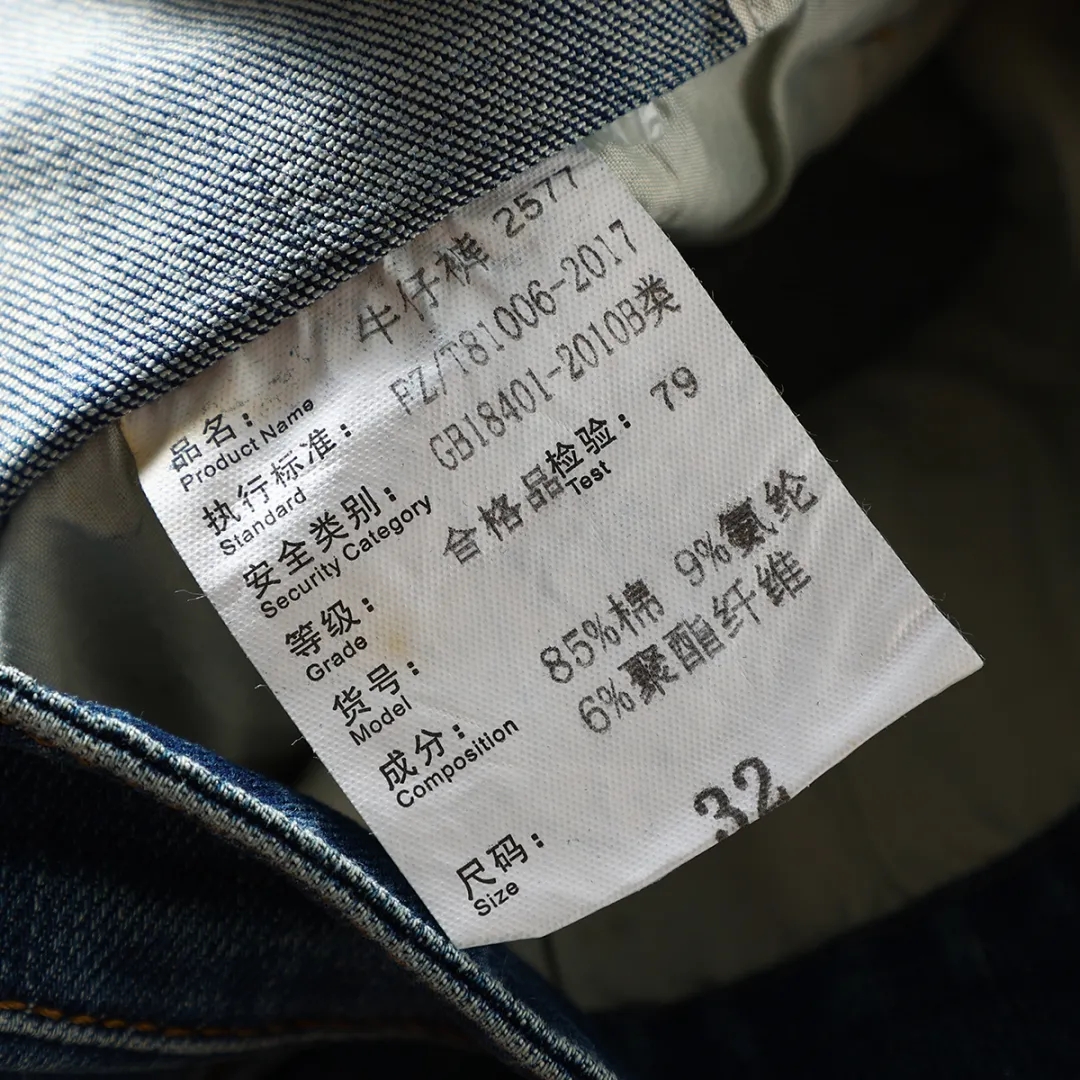 牛仔裤 2577
品名：
Product Name
FZ/T81006-2017
执行标准：
Standard
GB18401-2010B类
安全类别：
Security Category
合格品检验： 79
Test
等级：
Grade
货号：
Model
85%棉 9%氨纶
6%聚酯纤维
成分：
Composition
32
尺码：
Size